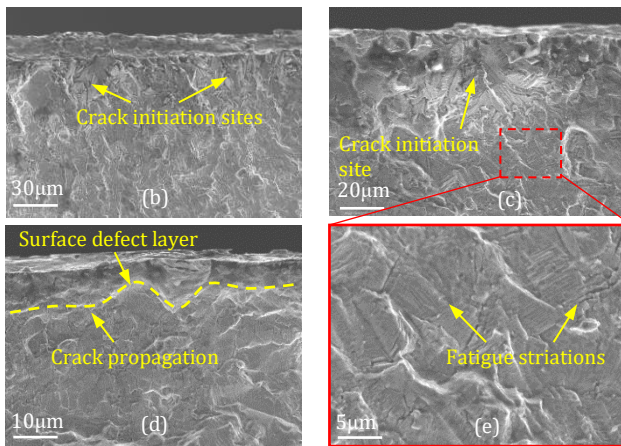 Crack initiation sites
30μm
(b)
Crack initiation
site
20μm
(c)
Surface defect layer
Crack propagation
10μm
(d)
Fatigue striations
5μm
(e)